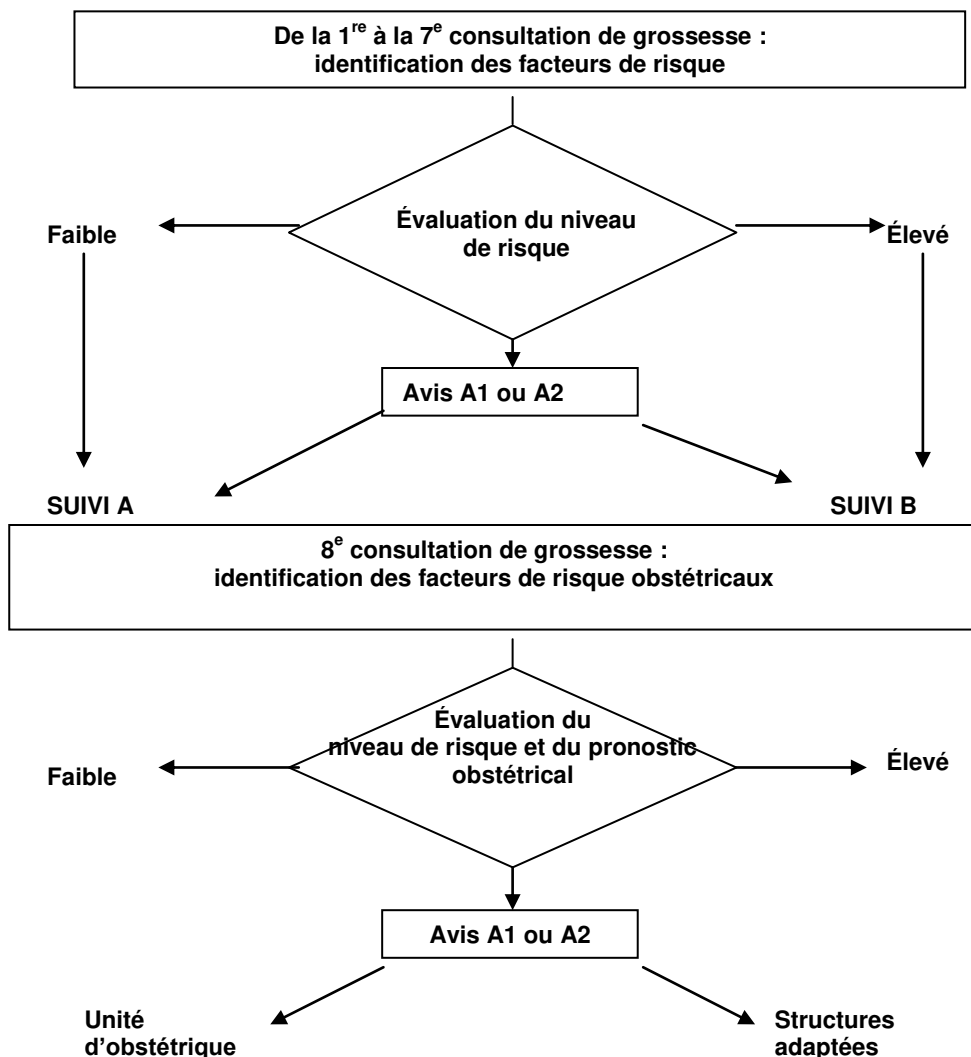 De la 1re à la 7e consultation de grossesse :
identification des facteurs de risque
Évaluation du niveau
de risque
Faible
Élevé
Avis A1 ou A2
SUIVI A
SUIVI B
8e consultation de grossesse :
identification des facteurs de risque obstétricaux
Évaluation du
niveau de risque et du pronostic
obstétrical
Faible
Élevé
Avis A1 ou A2
Unité
d'obstétrique
Structures
adaptées